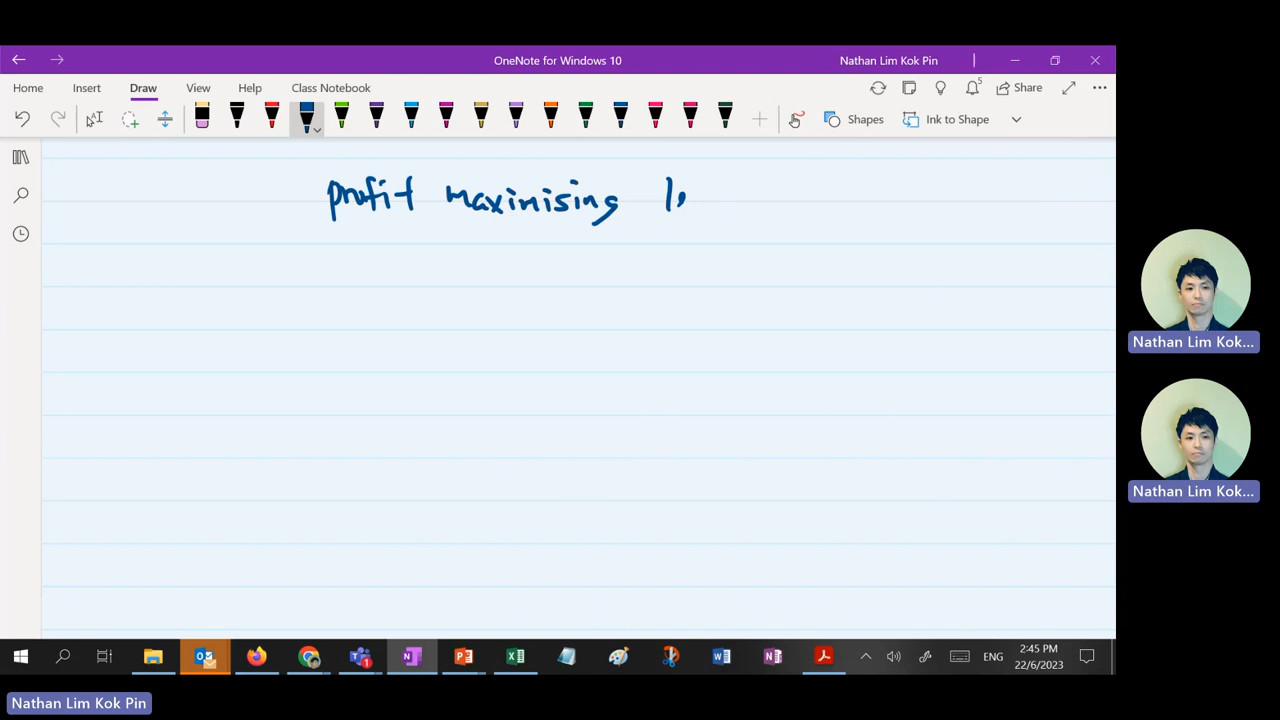 OneNote for Windows 10
Nathan Lim Kok Pin
Home Insert Draw View Help Class Notebook
5
Share
Shapes
Ink to Shape
profit maximising
Nathan Lim Kok...
Nathan Lim Kok...
1
ENG
2:45 PM
22/6/2023
Nathan Lim Kok Pin